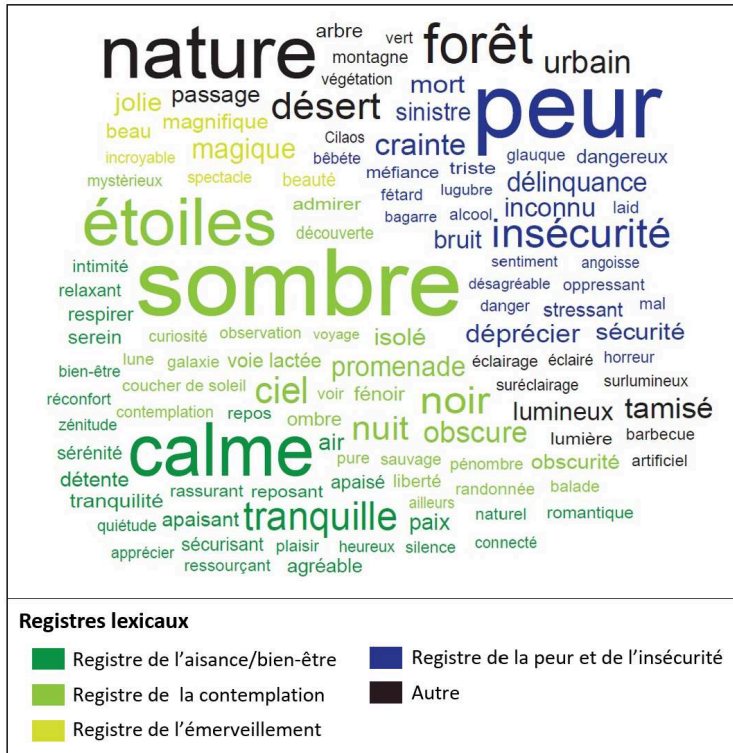 nature arbre vert forêt urbain
montagne
végétation
jolie passage désert mort peur
beau magnifique sinistre
Cilaos crainte
incroyable magique bêbéte glauque dangereux
mystèrieux spectacle beauté méfiance triste
fétard lugubre délinquance
étoiles admirer bagarre alcool inconnu laid
découverte bruit insécurité
intimité sombre sentiment angoisse
relaxant désagréable oppressant
respirer danger stressant mal
serein curiosité observation voyage isolé déprécier sécurité
bien-être lune galaxie voie lactée promenade éclairage éclairé horreur
réconfort coucher de soleil ciel voir fénoir noir suréclairage surlumineux
zénitude contemplation repos lumineux tamisé
sérénité calme ombre nuit obscure lumière barbecue
air
détente pure sauvage pénombre obscurité artificiel
tranquilité rassurant reposant apaisé liberté randonnée balade
quiétude apaisant tranquille ailleurs paix naturel romantique
apprécier sécurisant plaisir heureux silence connecté
ressourçant agréable
Registres lexicaux
Registre de l’aisance/bien-être
Registre de la contemplation
Registre de l’émerveillement
Registre de la peur et de l’insécurité
Autre